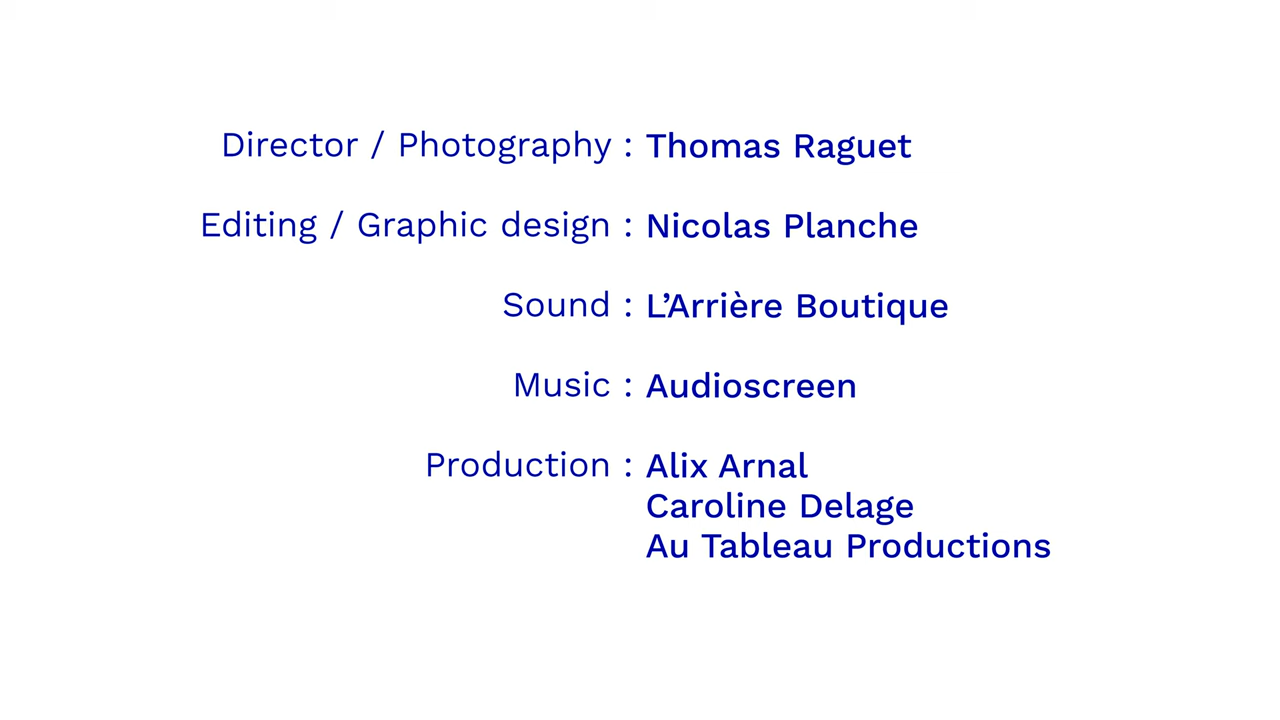 Director / Photography : Thomas Raguet
Editing / Graphic design : Nicolas Planche
Sound : L’Arrière Boutique
Music : Audioscreen
Production : Alix Arnal
Caroline Delage
Au Tableau Productions